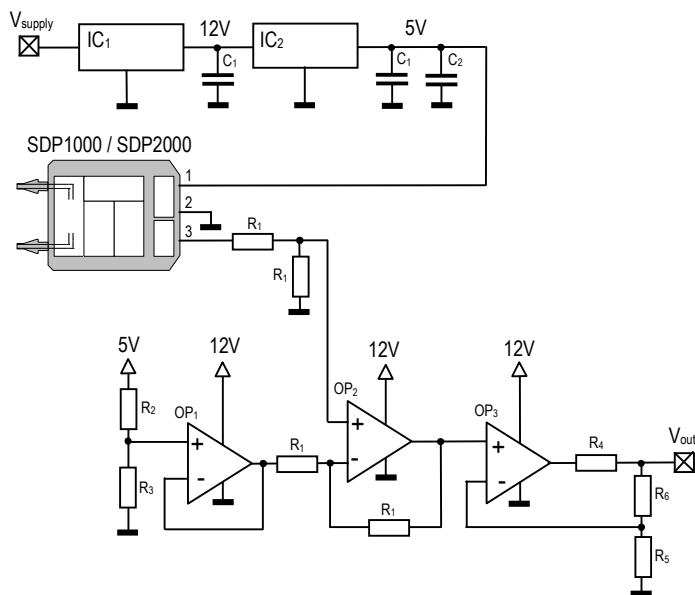 Vsupply
IC1
12V
IC2
5V
C1
C1
C2
SDP1000 / SDP2000
1
2
3
R1
R1
5V
12V
12V
12V
R2
OP1
+
-
R3
R1
OP2
+
-
R1
OP3
+
-
R4
Vout
R6
R5